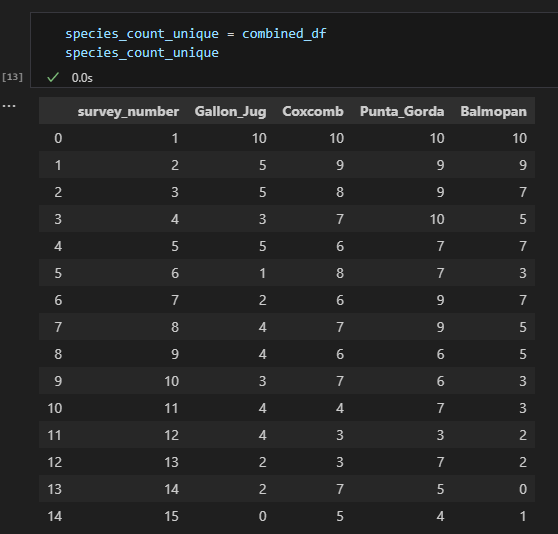 species_count_unique = combined_df
species_count_unique
[13] 0.0s
...
survey_number Gallon_Jug Coxcomb Punta_Gorda Balmopan
0 1 10 10 10 10
1 2 5 9 9 9
2 3 5 8 9 7
3 4 3 7 10 5
4 5 5 6 7 7
5 6 1 8 7 3
6 7 2 6 9 7
7 8 4 7 9 5
8 9 4 6 6 5
9 10 3 7 6 3
10 11 4 4 7 3
11 12 4 3 3 2
12 13 2 3 7 2
13 14 2 7 5 0
14 15 0 5 4 1